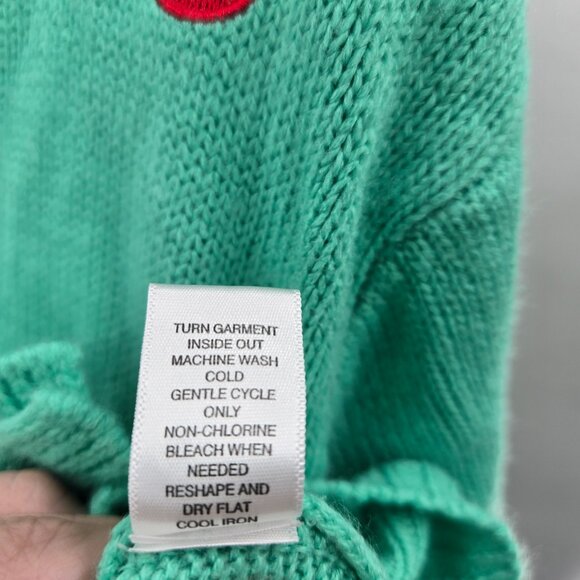 TURN GARMENT
INSIDE OUT
MACHINE WASH
COLD
GENTLE CYCLE
ONLY
NON-CHLORINE
BLEACH WHEN
NEEDED
RESHAPE AND
DRY FLAT
COOL IRON